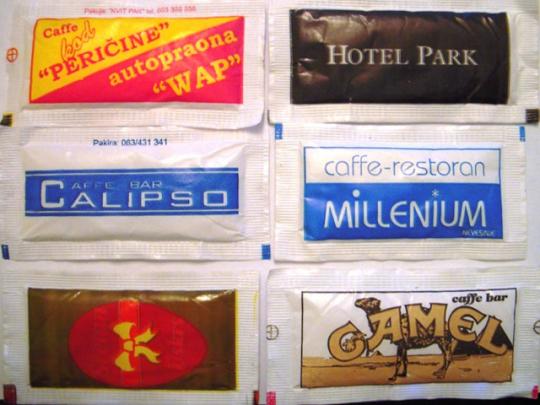 Caffe
kod
"PERIČINE"
autopraona
"WAP"
HOTEL PARK
Pakira: 063/431 341
CAFFE BAR
CALIPSO
caffe-restoran
MiLLENiUM
NEVESINJE
caffe bar
CAMEL